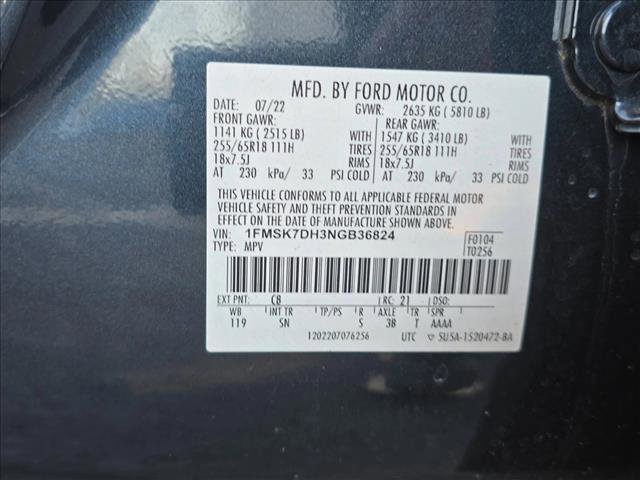 MFD. BY FORD MOTOR CO.
DATE: 07/22 GVWR: 2635 KG ( 5810 LB)
FRONT GAWR: REAR GAWR:
1141 KG ( 2515 LB) WITH 1547 KG ( 3410 LB) WITH
255/65R18 111H TIRES 255/65R18 111H TIRES
18x7.5J RIMS 18x7.5J RIMS
AT 230 kPa/ 33 PSI COLD AT 230 kPa/ 33 PSI COLD
THIS VEHICLE CONFORMS TO ALL APPLICABLE FEDERAL MOTOR
VEHICLE SAFETY AND THEFT PREVENTION STANDARDS IN
EFFECT ON THE DATE OF MANUFACTURE SHOWN ABOVE.
VIN: 1FMSK7DH3NGB36824 F0104
TYPE: MPV T0256
EXT PNT: C8 RC: 21 DSO:
WB INT TR TP/PS R AXLE TR SPR
119 SN S 3B T AAAA
1202207076256 UTC ▽ 5U5A-1520472-BA